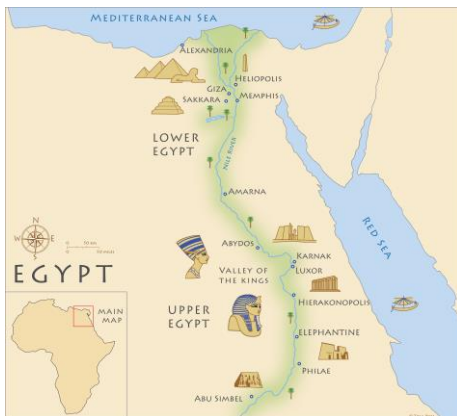 Mediterranean Sea
Alexandria
Heliopolis
Giza
Sakkara
Memphis
Lower
Egypt
Nile River
Amarna
Red Sea
N
W
E
S
Abydos
Karnak
Luxor
Valley of
the Kings
Egypt
Hierakonopolis
Upper
Egypt
Main
Map
Elephantine
Philae
Abu Simbel